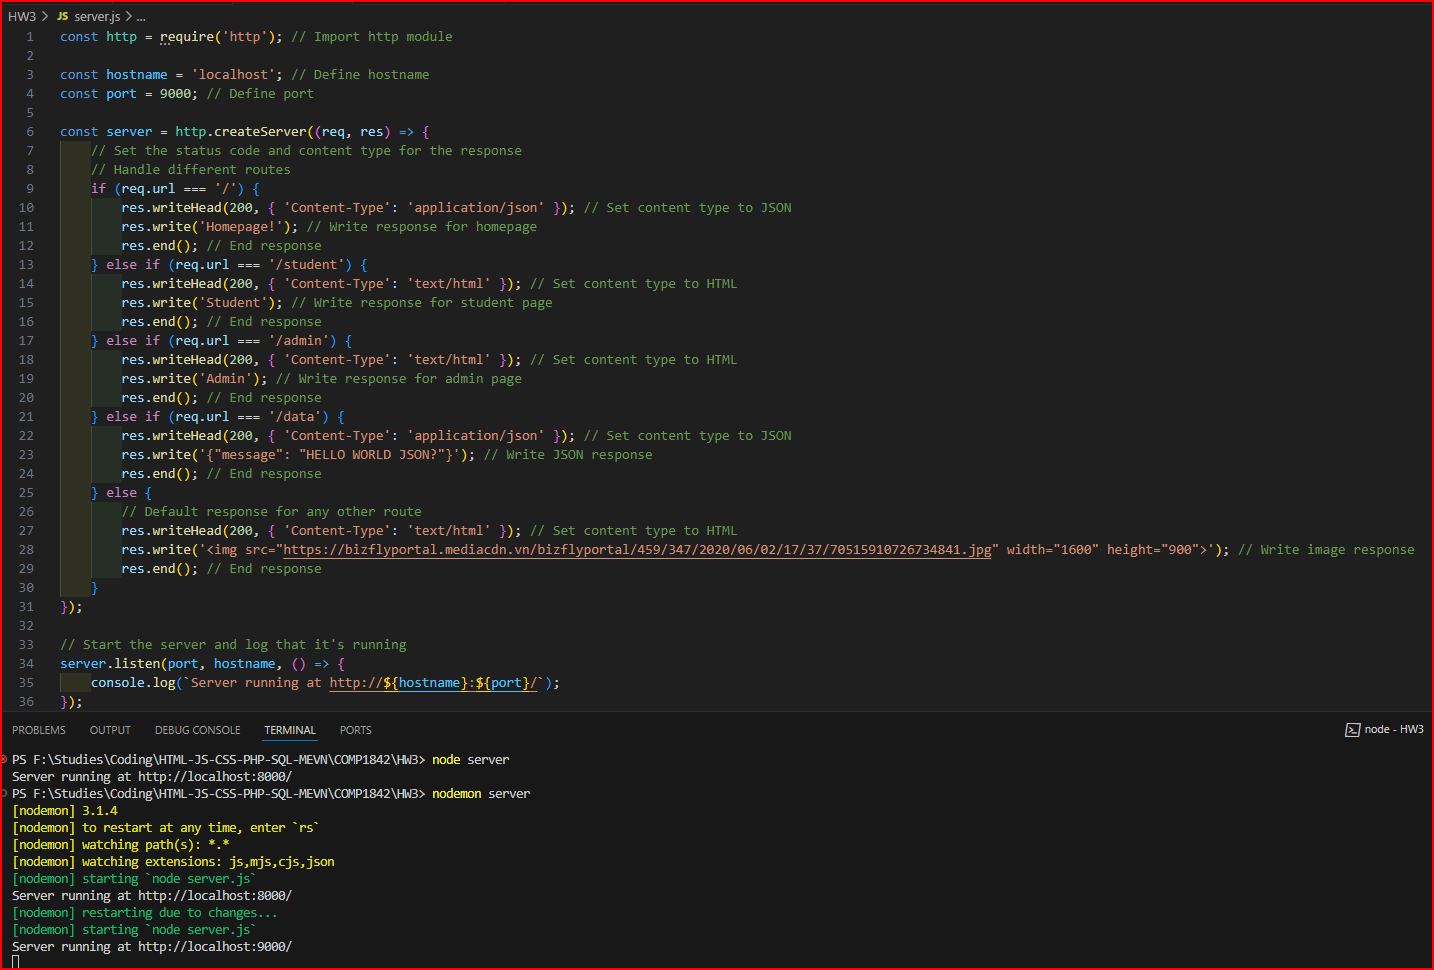 HW3 > JS server.js > ...
1 const http = require('http'); // Import http module
2
3 const hostname = 'localhost'; // Define hostname
4 const port = 9000; // Define port
5
6 const server = http.createServer((req, res) => {
7 // Set the status code and content type for the response
8 // Handle different routes
9 if (req.url === '/') {
10 res.writeHead(200, { 'Content-Type': 'application/json' }); // Set content type to JSON
11 res.write('Homepage!'); // Write response for homepage
12 res.end(); // End response
13 } else if (req.url === '/student') {
14 res.writeHead(200, { 'Content-Type': 'text/html' }); // Set content type to HTML
15 res.write('Student'); // Write response for student page
16 res.end(); // End response
17 } else if (req.url === '/admin') {
18 res.writeHead(200, { 'Content-Type': 'text/html' }); // Set content type to HTML
19 res.write('Admin'); // Write response for admin page
20 res.end(); // End response
21 } else if (req.url === '/data') {
22 res.writeHead(200, { 'Content-Type': 'application/json' }); // Set content type to JSON
23 res.write('{"message": "HELLO WORLD JSON?"}'); // Write JSON response
24 res.end(); // End response
25 } else {
26 // Default response for any other route
27 res.writeHead(200, { 'Content-Type': 'text/html' }); // Set content type to HTML
28 res.write('<img src="https://bizflyportal.mediacdn.vn/bizflyportal/459/347/2020/06/02/17/37/70515910726734841.jpg" width="1600" height="900">'); // Write image response
29 res.end(); // End response
30 }
31 });
32
33 // Start the server and log that it's running
34 server.listen(port, hostname, () => {
35 console.log(`Server running at http://${hostname}:${port}/`);
36 });
PROBLEMS OUTPUT DEBUG CONSOLE TERMINAL PORTS node - HW3
PS F:\Studies\Coding\HTML-JS-CSS-PHP-SQL-MEVN\COMP1842\HW3> node server
Server running at http://localhost:8000/
PS F:\Studies\Coding\HTML-JS-CSS-PHP-SQL-MEVN\COMP1842\HW3> nodemon server
[nodemon] 3.1.4
[nodemon] to restart at any time, enter `rs`
[nodemon] watching path(s): *.*
[nodemon] watching extensions: js,mjs,cjs,json
[nodemon] starting `node server.js`
Server running at http://localhost:8000/
[nodemon] restarting due to changes...
[nodemon] starting `node server.js`
Server running at http://localhost:9000/